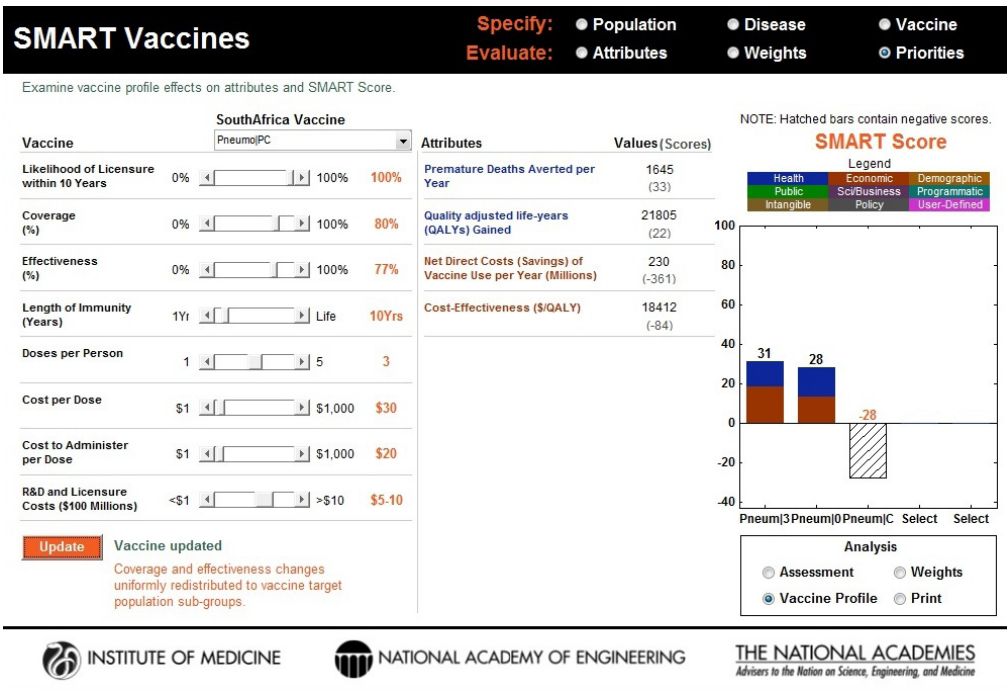 SMART Vaccines
Specify: Population Disease Vaccine
Evaluate: Attributes Weights Priorities
Examine vaccine profile effects on attributes and SMART Score.
SouthAfrica Vaccine
Vaccine Pneumo|PC
Likelihood of Licensure
within 10 Years 0% 100% 100%
Coverage
(%) 0% 100% 80%
Effectiveness
(%) 0% 100% 77%
Length of Immunity
(Years) 1Yr Life 10Yrs
Doses per Person 1 5 3
Cost per Dose $1 $1,000 $30
Cost to Administer
per Dose $1 $1,000 $20
R&D and Licensure
Costs ($100 Millions) <$1 >$10 $5-10
Update Vaccine updated
Coverage and effectiveness changes
uniformly redistributed to vaccine target
population sub-groups.
Attributes Values (Scores)
Premature Deaths Averted per
Year 1645
(33)
Quality adjusted life-years
(QALYs) Gained 21805
(22)
Net Direct Costs (Savings) of
Vaccine Use per Year (Millions) 230
(-361)
Cost-Effectiveness ($/QALY) 18412
(-84)
NOTE: Hatched bars contain negative scores.
SMART Score
Legend
Health Economic Demographic
Public Sci/Business Programmatic
Intangible Policy User-Defined
100
80
60
40
20
0
-20
-40
31
28
-28
Pneum|3 Pneum|0 Pneum|C Select Select
Analysis
Assessment Weights
Vaccine Profile Print
INSTITUTE OF MEDICINE
NATIONAL ACADEMY OF ENGINEERING
THE NATIONAL ACADEMIES
Advisers to the Nation on Science, Engineering, and Medicine